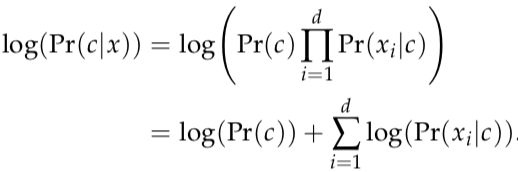 log(Pr(c|x)) = log(Pr(c) ∏_{i=1}^{d} Pr(x_i|c))
= log(Pr(c)) + ∑_{i=1}^{d} log(Pr(x_i|c)).